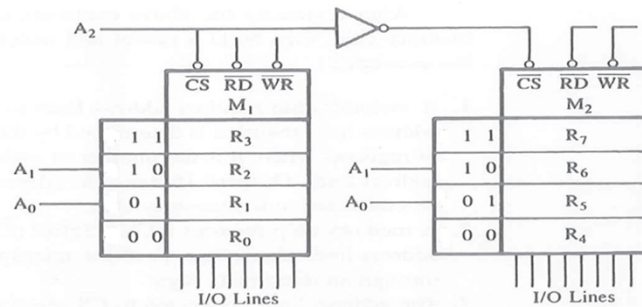 A2
CS RD WR CS RD WR
M1 M2
1 1 R3 1 1 R7
A1 1 0 R2 A1 1 0 R6
A0 0 1 R1 A0 0 1 R5
0 0 R0 0 0 R4
I/O Lines I/O Lines